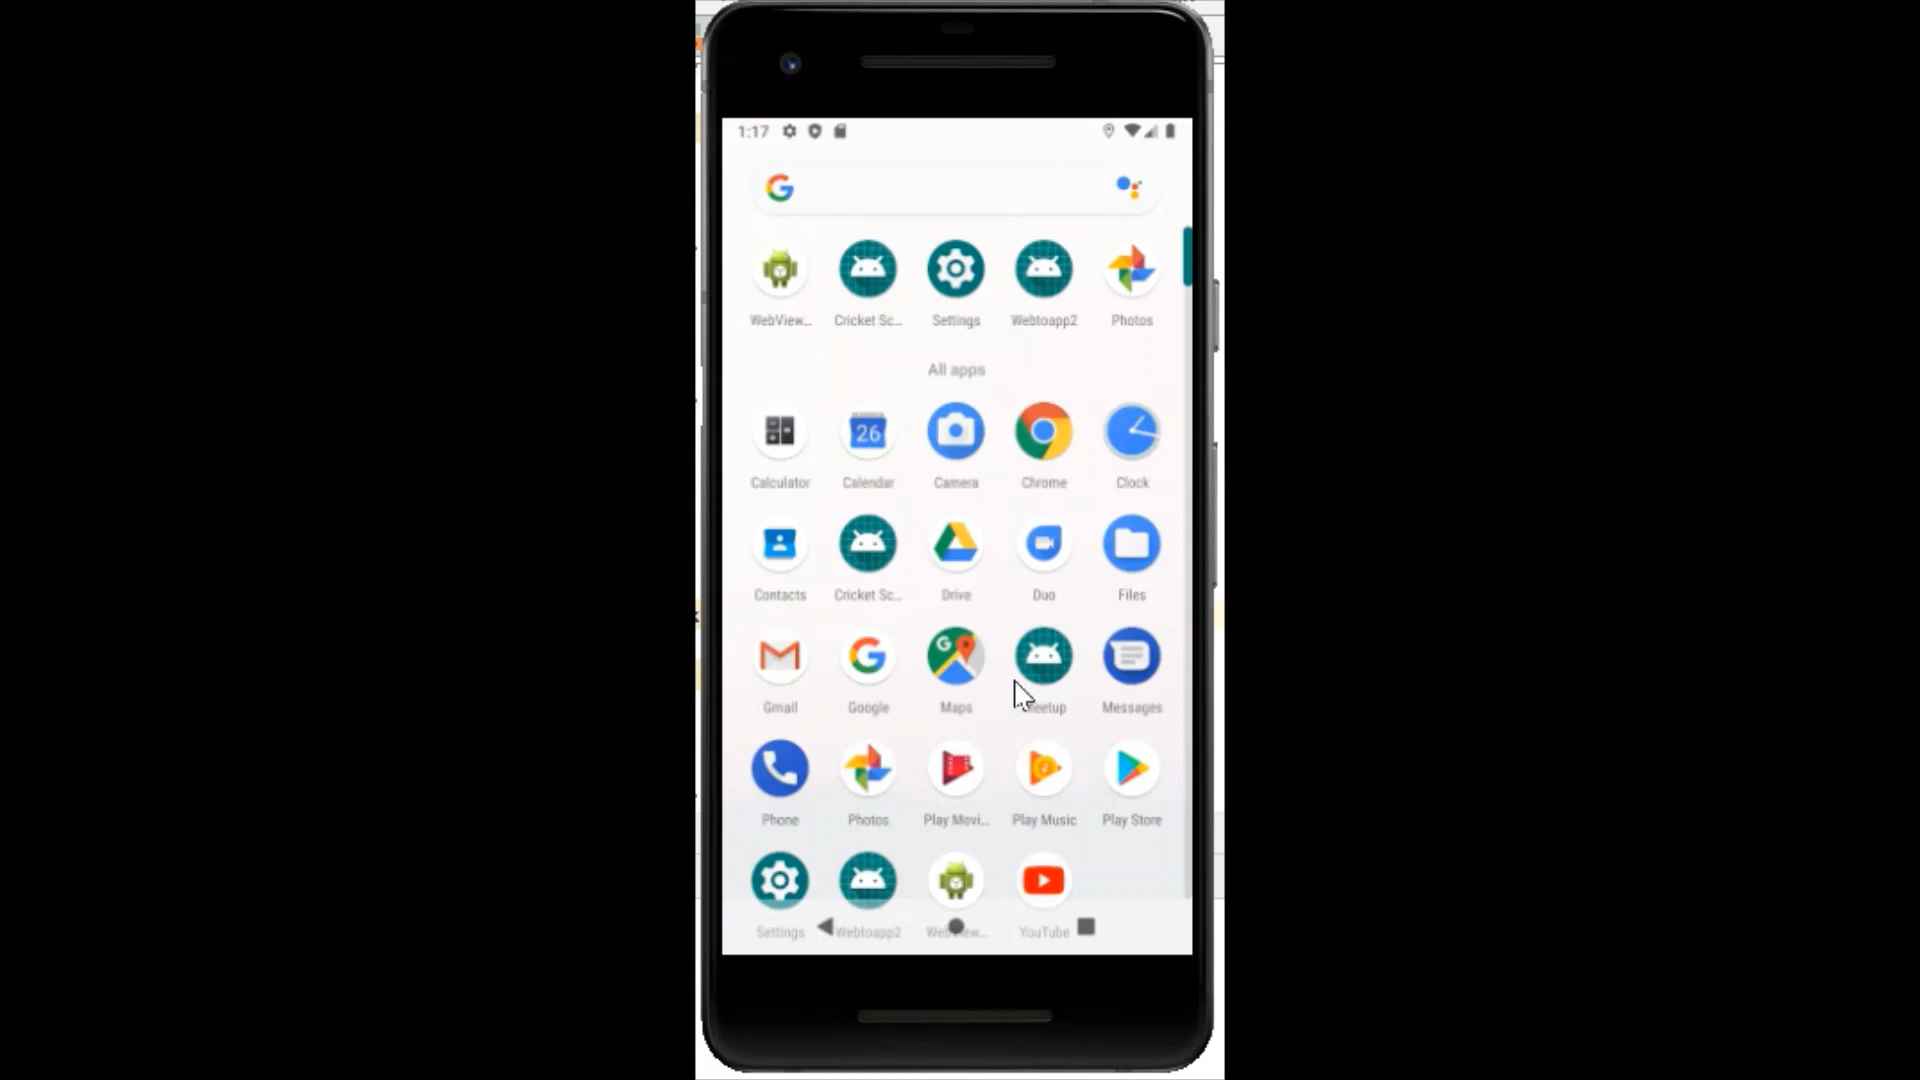 1:17
WebView... Cricket Sc... Settings Webtoapp2 Photos
All apps
Calculator Calendar Camera Chrome Clock
26
Contacts Cricket Sc... Drive Duo Files
Gmail Google Maps Messages
Phone Photos Play Movi... Play Music Play Store
Settings Webtoapp2 YouTube